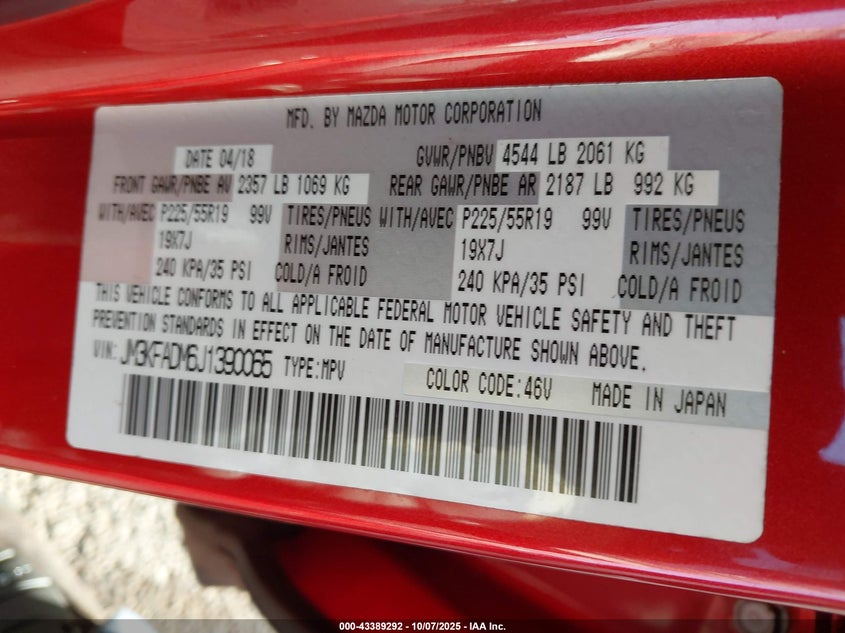 MFD. BY MAZDA MOTOR CORPORATION
DATE 04/18 GVWR/PNBV 4544 LB 2061 KG
FRONT GAWR/PNBE AV 2357 LB 1069 KG REAR GAWR/PNBE AR 2187 LB 992 KG
WITH/AVEC P225/55R19 99V TIRES/PNEUS WITH/AVEC P225/55R19 99V TIRES/PNEUS
19X7J RIMS/JANTES 19X7J RIMS/JANTES
240 KPA/35 PSI COLD/A FROID 240 KPA/35 PSI COLD/A FROID
THIS VEHICLE CONFORMS TO ALL APPLICABLE FEDERAL MOTOR VEHICLE SAFETY AND THEFT
PREVENTION STANDARDS IN EFFECT ON THE DATE OF MANUFACTURE SHOWN ABOVE.
VIN: JM3KFADM6J1390065 TYPE:MPV COLOR CODE:46V MADE IN JAPAN
000-43389292 - 10/07/2025 - IAA Inc.